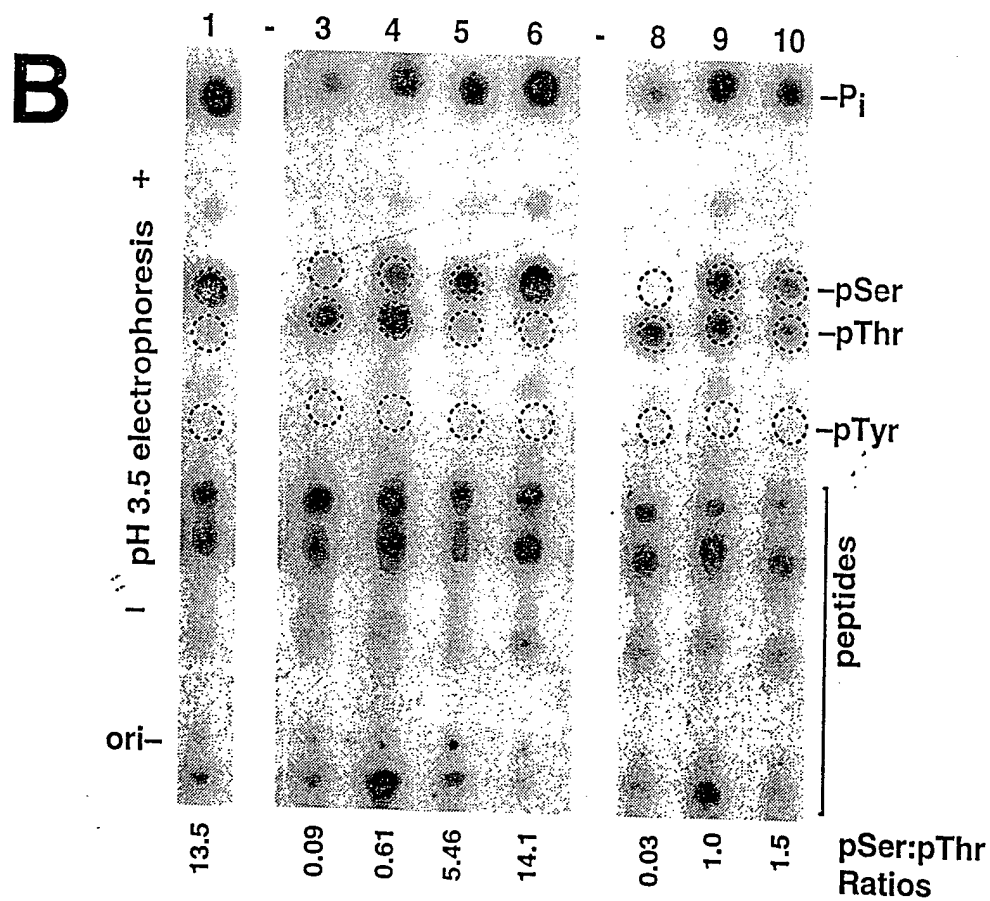 B
1 - 3 4 5 6 - 8 9 10
–Pi
–pSer
–pThr
–pTyr
– pH 3.5 electrophoresis +
peptides
ori–
13.5 0.09 0.61 5.46 14.1 0.03 1.0 1.5
pSer:pThr
Ratios